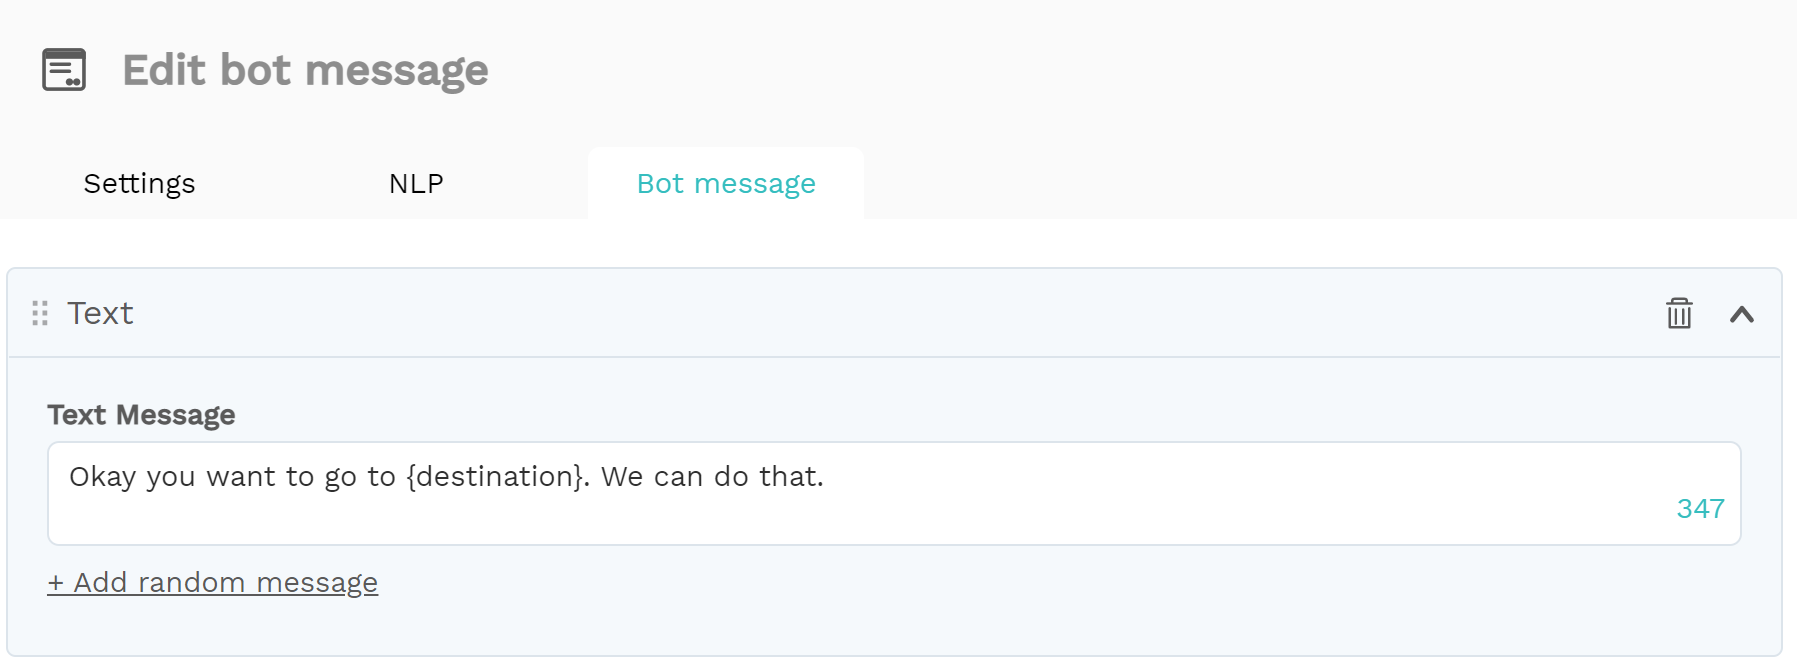 Edit bot message
Settings NLP Bot message
Text
Text Message
Okay you want to go to {destination}. We can do that.
347
+ Add random message